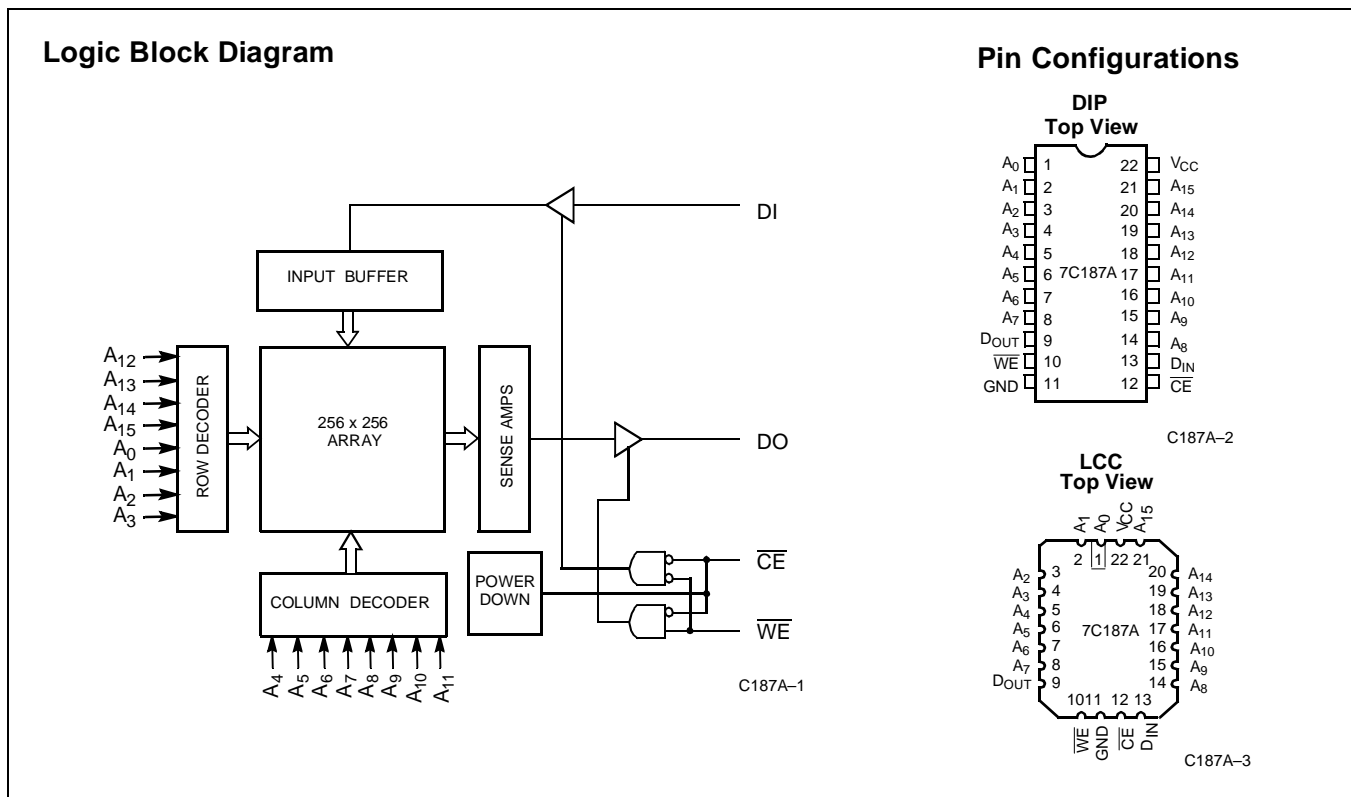 Logic Block Diagram
DI
INPUT BUFFER
A12
A13
A14
A15
A0
A1
A2
A3
ROW DECODER
256 x 256
ARRAY
SENSE AMPS
DO
COLUMN DECODER
POWER
DOWN
CE
WE
A4
A5
A6
A7
A8
A9
A10
A11
C187A–1
Pin Configurations
DIP
Top View
A0 1 22 VCC
A1 2 21 A15
A2 3 20 A14
A3 4 19 A13
A4 5 18 A12
A5 6 7C187A 17 A11
A6 7 16 A10
A7 8 15 A9
DOUT 9 14 A8
WE 10 13 DIN
GND 11 12 CE
C187A–2
LCC
Top View
A1 A0 VCC A15
2 1 22 21
A2 3 20 A14
A3 4 19 A13
A4 5 18 A12
A5 6 7C187A 17 A11
A6 7 16 A10
A7 8 15 A9
DOUT 9 14 A8
10 11 12 13
WE GND CE DIN
C187A–3